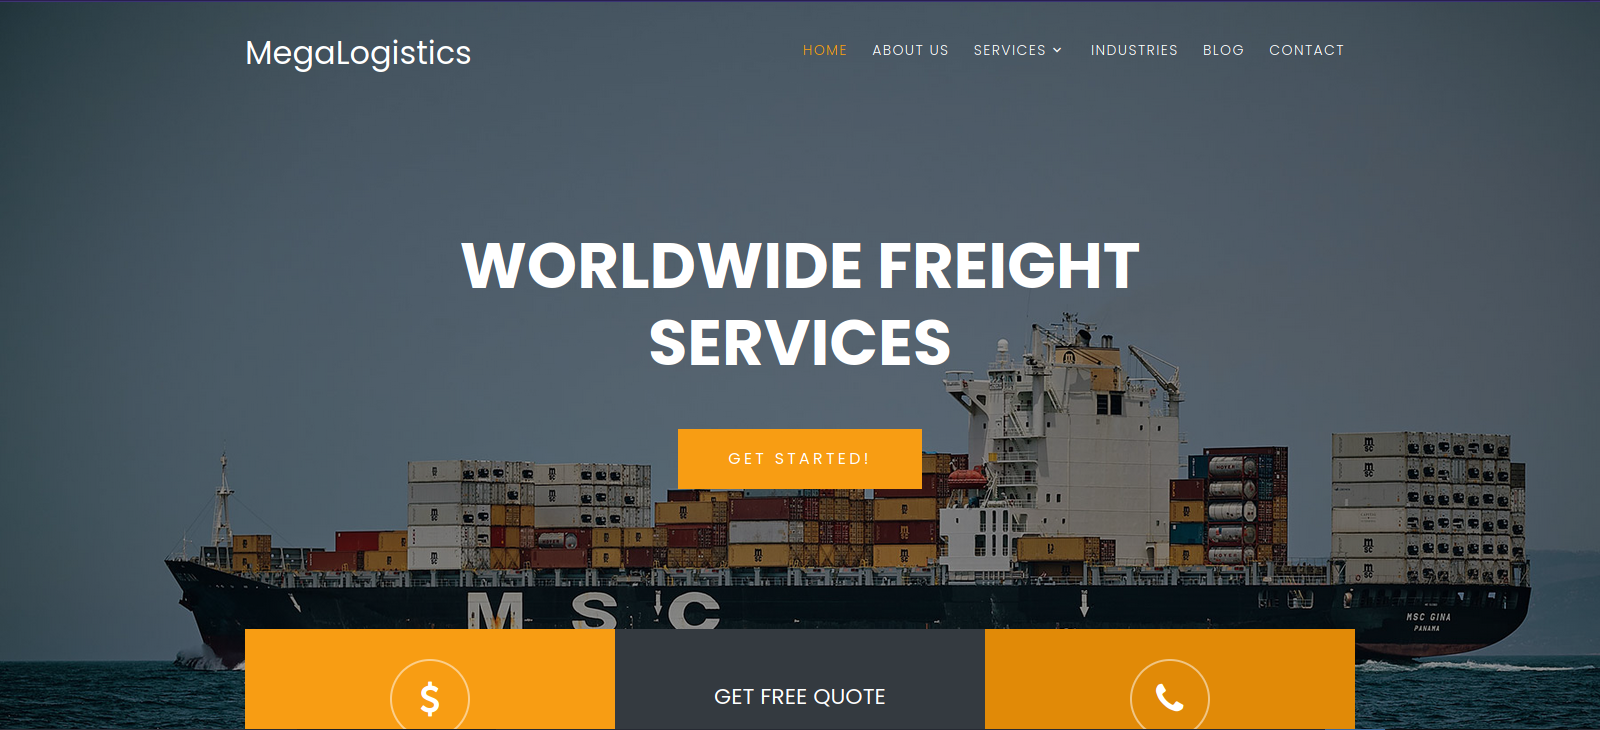 MegaLogistics
HOME ABOUT US SERVICES INDUSTRIES BLOG CONTACT
WORLDWIDE FREIGHT
SERVICES
GET STARTED!
MSC
MSC GINA
PANAMA
$
GET FREE QUOTE